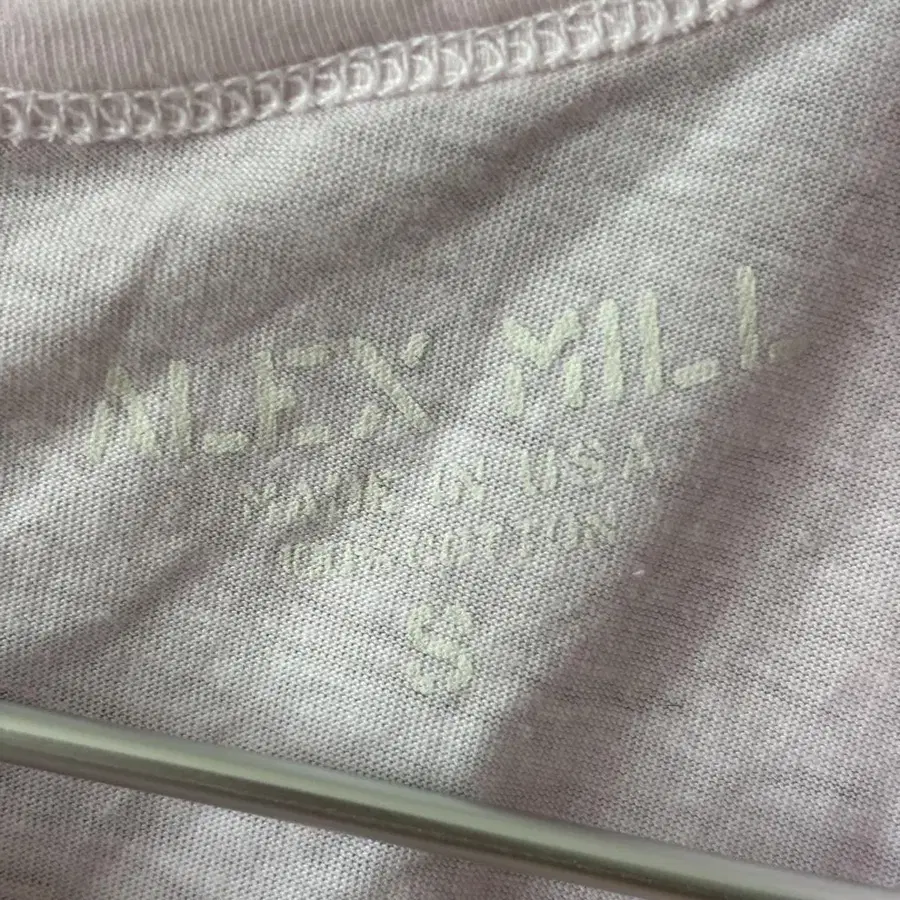 ALEX MILL
MADE IN USA
100% COTTON
S